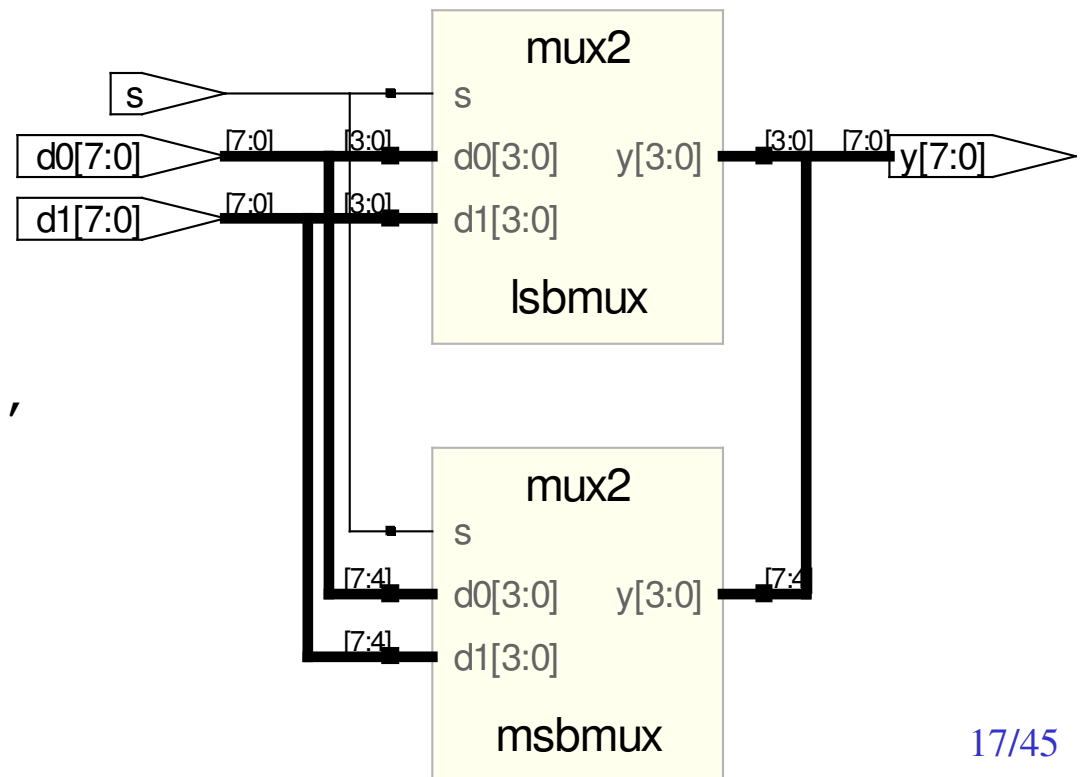 mux2
s
s
[7:0]
[3:0]
[3:0]
[7:0]
d0[7:0]
d0[3:0]
y[3:0]
y[7:0]
[7:0]
[3:0]
d1[7:0]
d1[3:0]
lsbmux
,
mux2
s
[7:4]
[7:4]
d0[3:0]
y[3:0]
[7:4]
d1[3:0]
msbmux
17/45